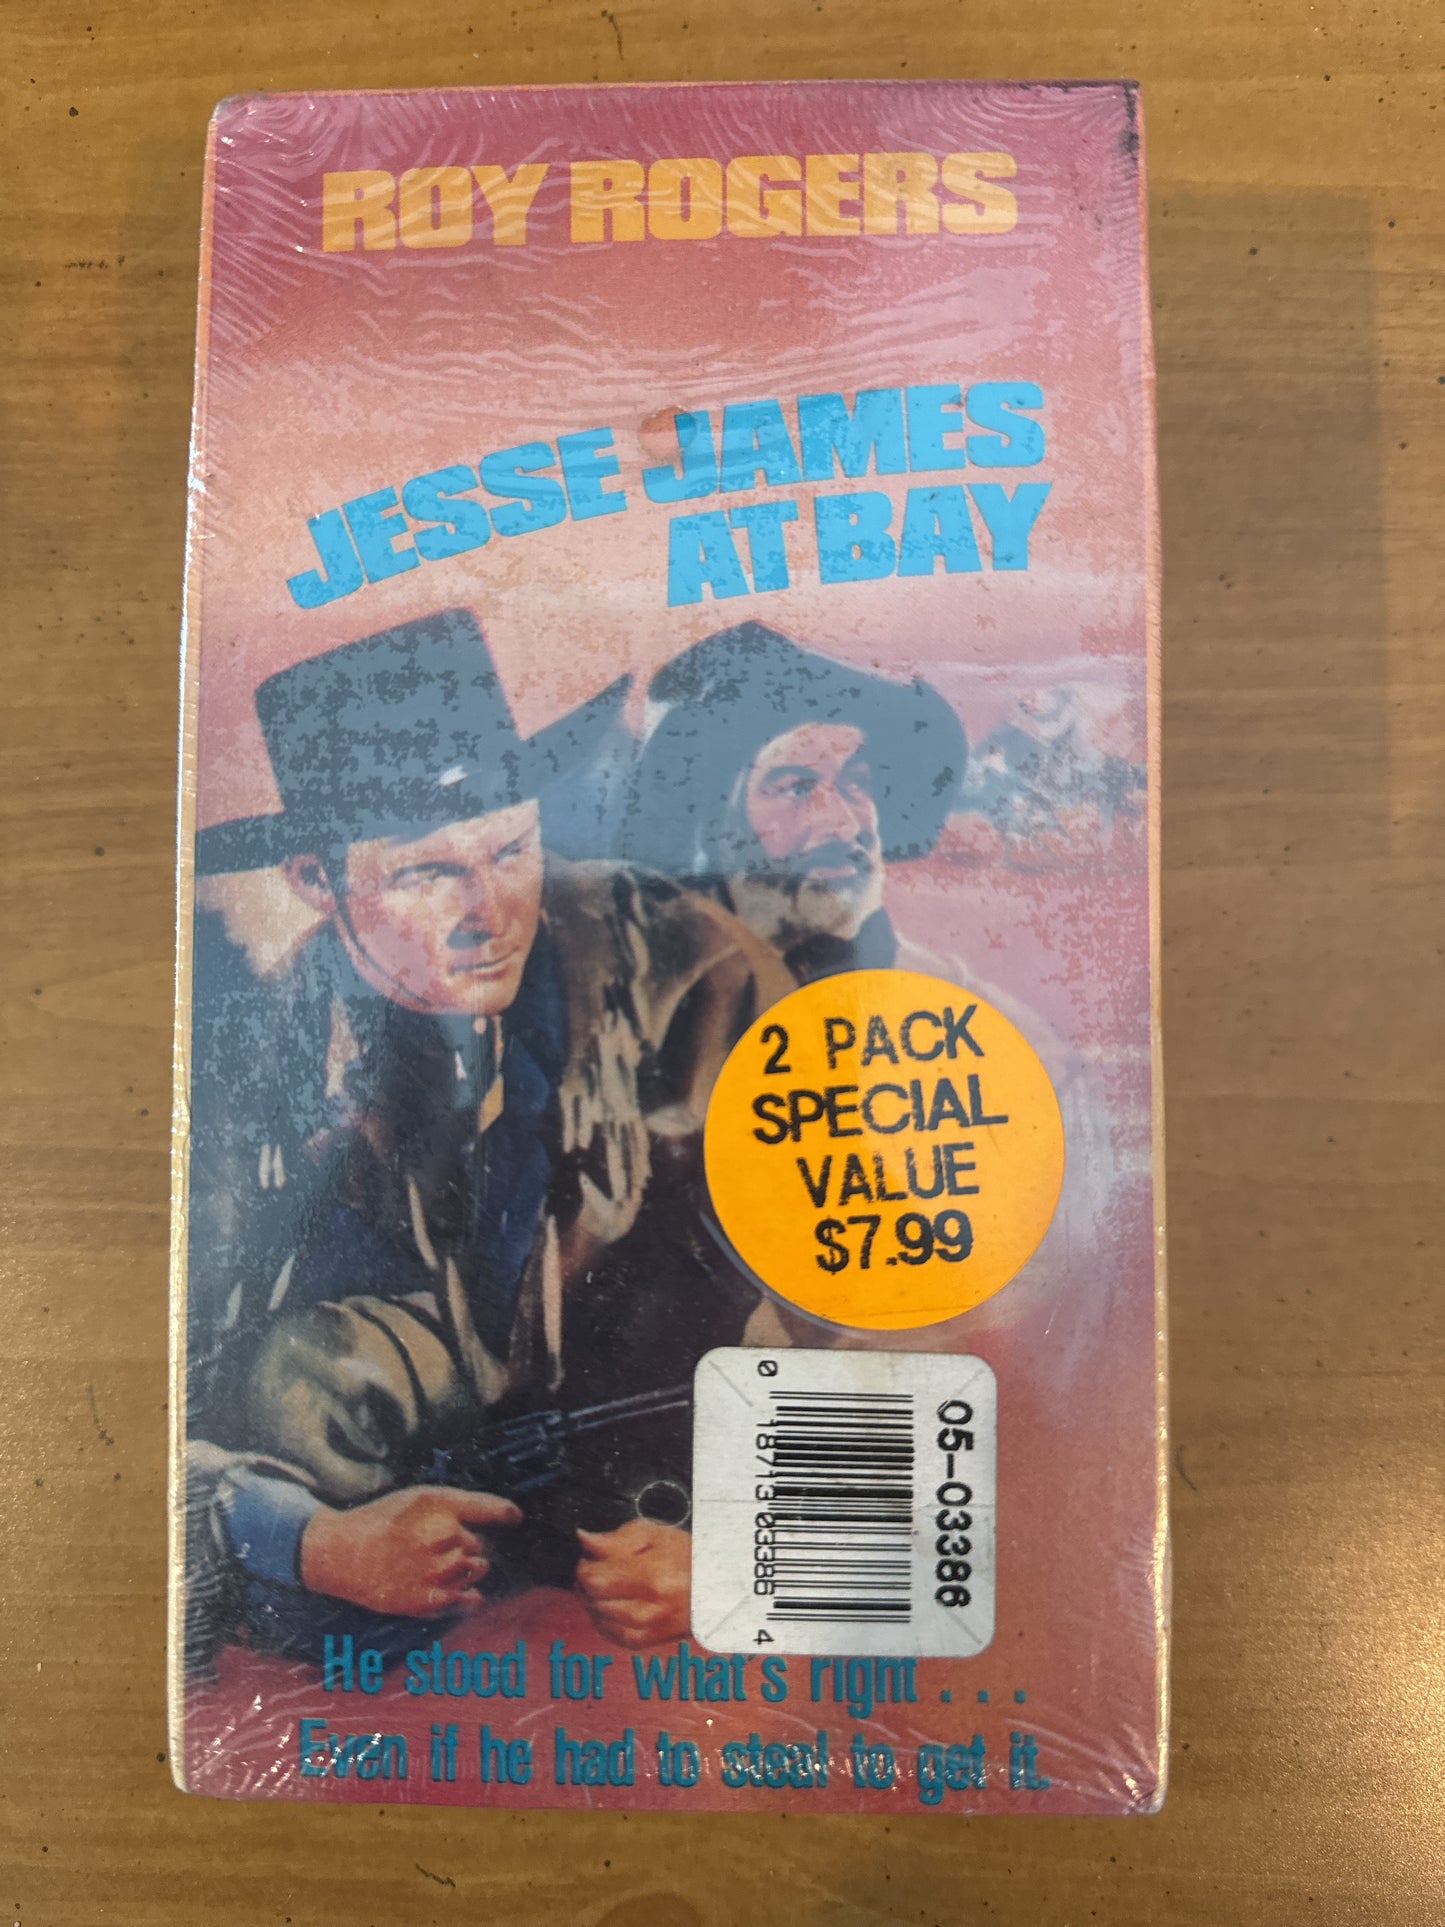 ROY ROGERS
JESSE JAMES
AT BAY
2 PACK
SPECIAL
VALUE
$7.99
05-03386
0 18713 03386 4
He stood for what's right . . .
Even if he had to steal to get it.